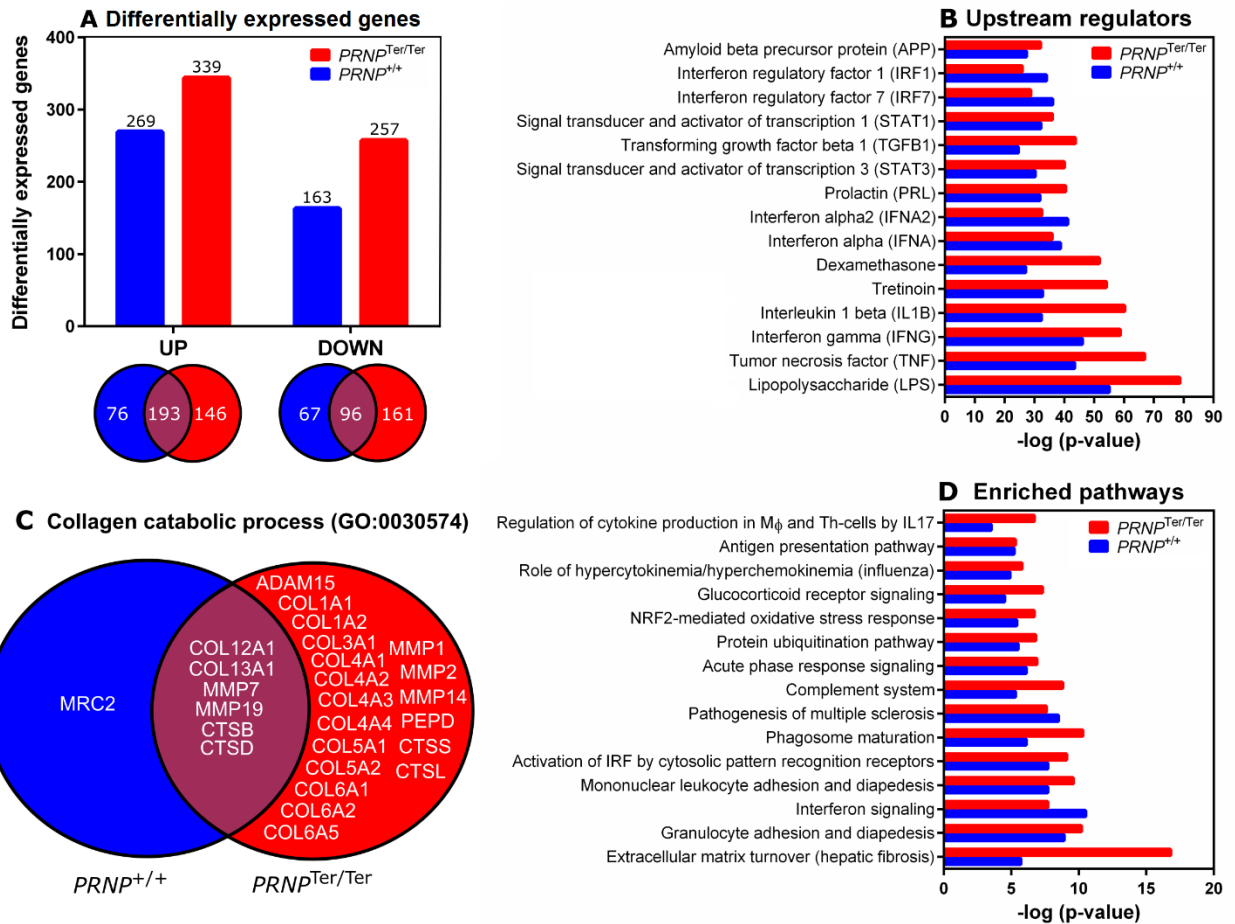 A Differentially expressed genes
Differentially expressed genes
400
300
200
100
0
PRNP^Ter/Ter
PRNP^+/+
269
339
163
257
UP
DOWN
76
193
146
67
96
161
B Upstream regulators
PRNP^Ter/Ter
PRNP^+/+
Amyloid beta precursor protein (APP)
Interferon regulatory factor 1 (IRF1)
Interferon regulatory factor 7 (IRF7)
Signal transducer and activator of transcription 1 (STAT1)
Transforming growth factor beta 1 (TGFB1)
Signal transducer and activator of transcription 3 (STAT3)
Prolactin (PRL)
Interferon alpha2 (IFNA2)
Interferon alpha (IFNA)
Dexamethasone
Tretinoin
Interleukin 1 beta (IL1B)
Interferon gamma (IFNG)
Tumor necrosis factor (TNF)
Lipopolysaccharide (LPS)
0 10 20 30 40 50 60 70 80 90
-log (p-value)
C Collagen catabolic process (GO:0030574)
MRC2
COL12A1
COL13A1
MMP7
MMP19
CTSB
CTSD
ADAM15
COL1A1
COL1A2
COL3A1
COL4A1
COL4A2
COL4A3
COL4A4
COL5A1
COL5A2
COL6A1
COL6A2
COL6A5
MMP1
MMP2
MMP14
PEPD
CTSS
CTSL
PRNP^+/+
PRNP^Ter/Ter
D Enriched pathways
PRNP^Ter/Ter
PRNP^+/+
Regulation of cytokine production in Mϕ and Th-cells by IL17
Antigen presentation pathway
Role of hypercytokinemia/hyperchemokinemia (influenza)
Glucocorticoid receptor signaling
NRF2-mediated oxidative stress response
Protein ubiquitination pathway
Acute phase response signaling
Complement system
Pathogenesis of multiple sclerosis
Phagosome maturation
Activation of IRF by cytosolic pattern recognition receptors
Mononuclear leukocyte adhesion and diapedesis
Interferon signaling
Granulocyte adhesion and diapedesis
Extracellular matrix turnover (hepatic fibrosis)
0 5 10 15 20
-log (p-value)